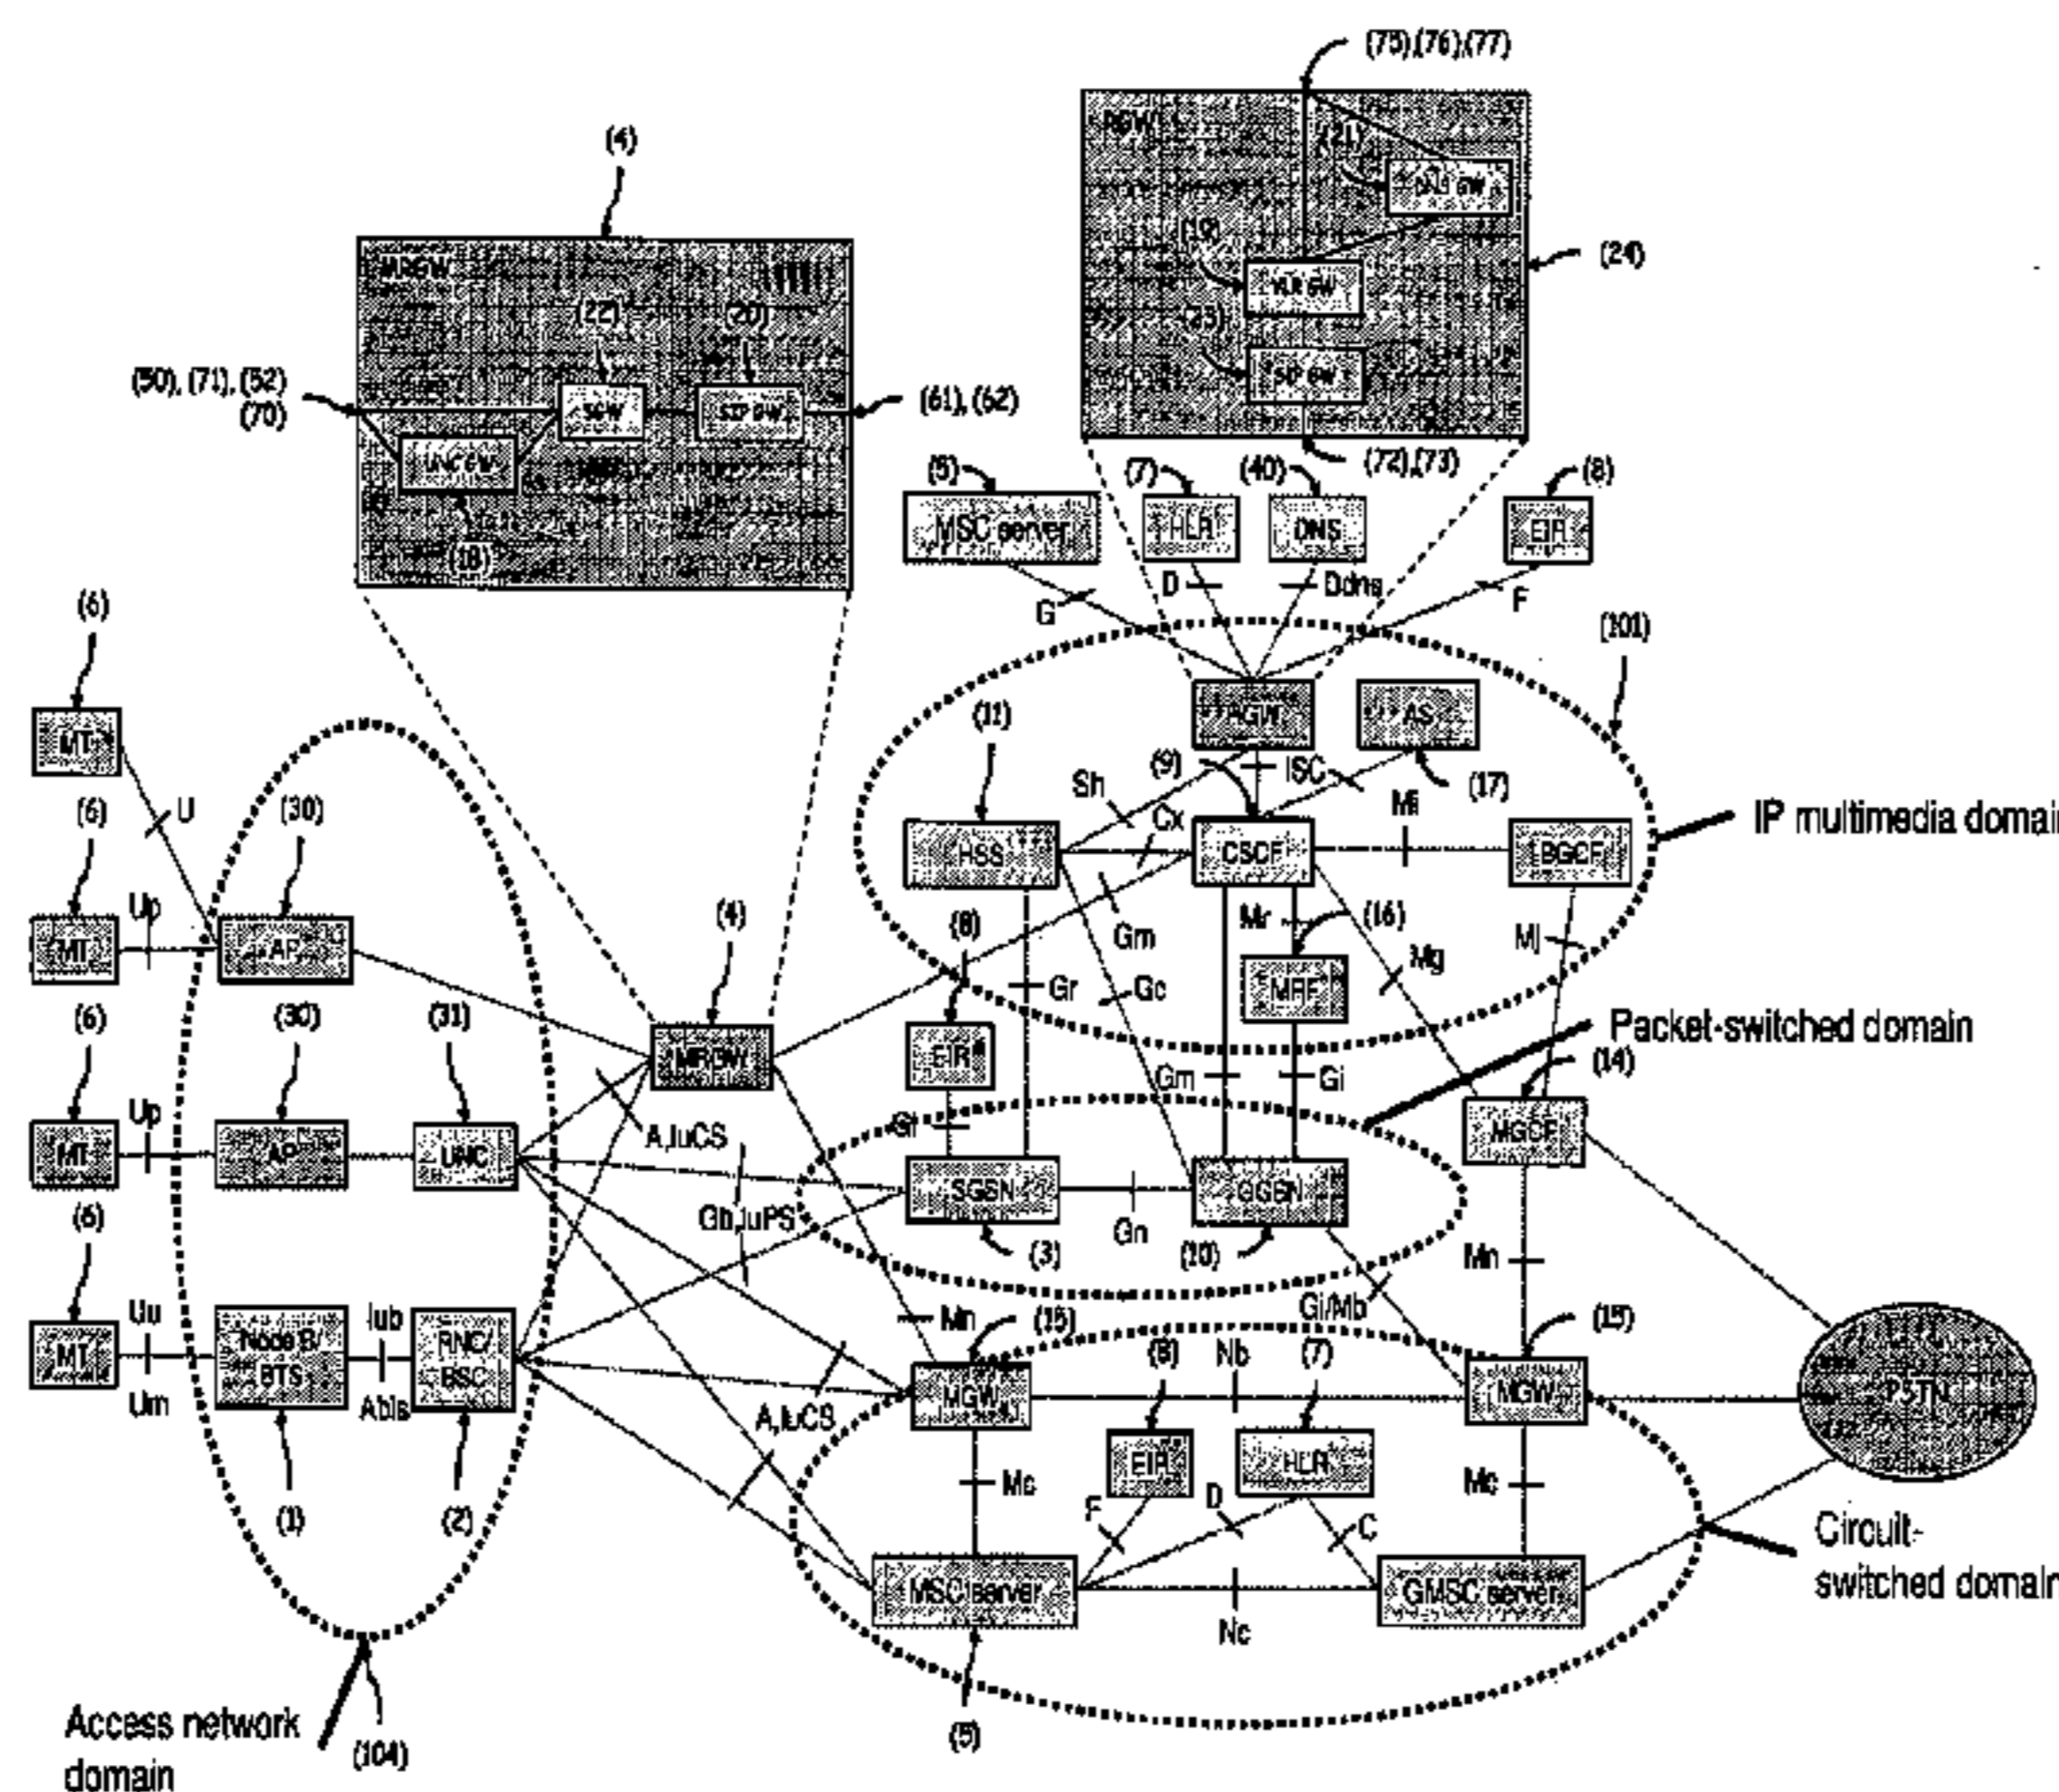 (75),(76),(77)
(4)
RGW
(21)
DNS GW
(19)
(24)
MRGW
(22)
(20)
VLR GW
(23)
(50), (71), (52)
(70)
SGW
SIP GW
(61), (62)
SIP GW
UNC GW
(18)
(72),(73)
(5)
(7)
(40)
(8)
MSC server
HLR
DNS
EIR
(6)
G
D
Ddns
F
(101)
(11)
RGW
AS
MT
(9)
ISC
(17)
(6)
U
(30)
Sh
Cx
Mi
IP multimedia domain
HSS
CSCF
BGCF
Up
(4)
(8)
Gm
Mr
(16)
Mg
Mj
MT
AP
Gr
Gc
MRF
(6)
(30)
(31)
MRGW
EIR
Packet-switched domain
Gm
Gi
(14)
Up
A,IuCS
Gf
MGCF
MT
AP
UNC
SGSN
GGSN
(6)
Gb,IuPS
Gn
(3)
(10)
Mn
Uu
Iub
Mn
(15)
Gi/Mb
(15)
MT
Node B/
BTS
RNC/
BSC
(8)
Nb
(7)
Um
Abis
MGW
MGW
PSTN
A,IuCS
EIR
HLR
(1)
(2)
Mc
F
D
C
Mc
Circuit-
switched domain
MSC server
GMSC server
Nc
Access network
domain
(104)
(5)